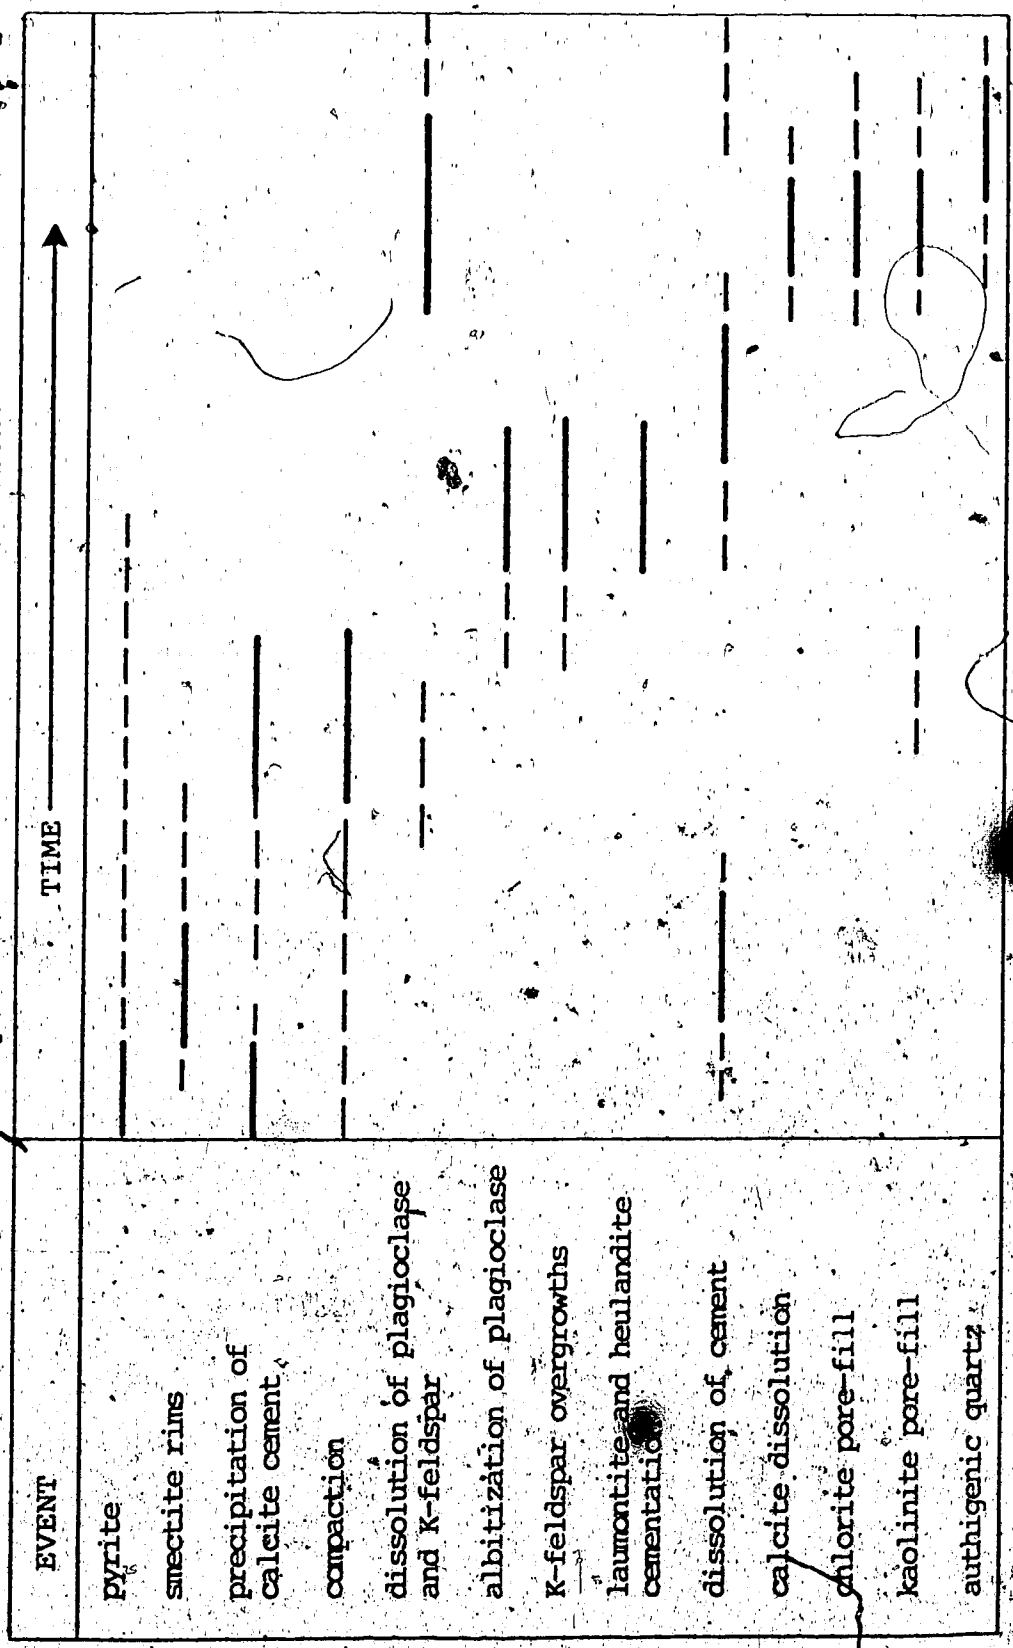 EVENT
TIME
pyrite
smectite rims
precipitation of
calcite cement
compaction
dissolution of plagioclase
and K-feldspar
albitization of plagioclase
K-feldspar overgrowths
laumontite and heulandite
cementation
dissolution of cement
calcite dissolution
chlorite pore-fill
kaolinite pore-fill
authigenic quartz